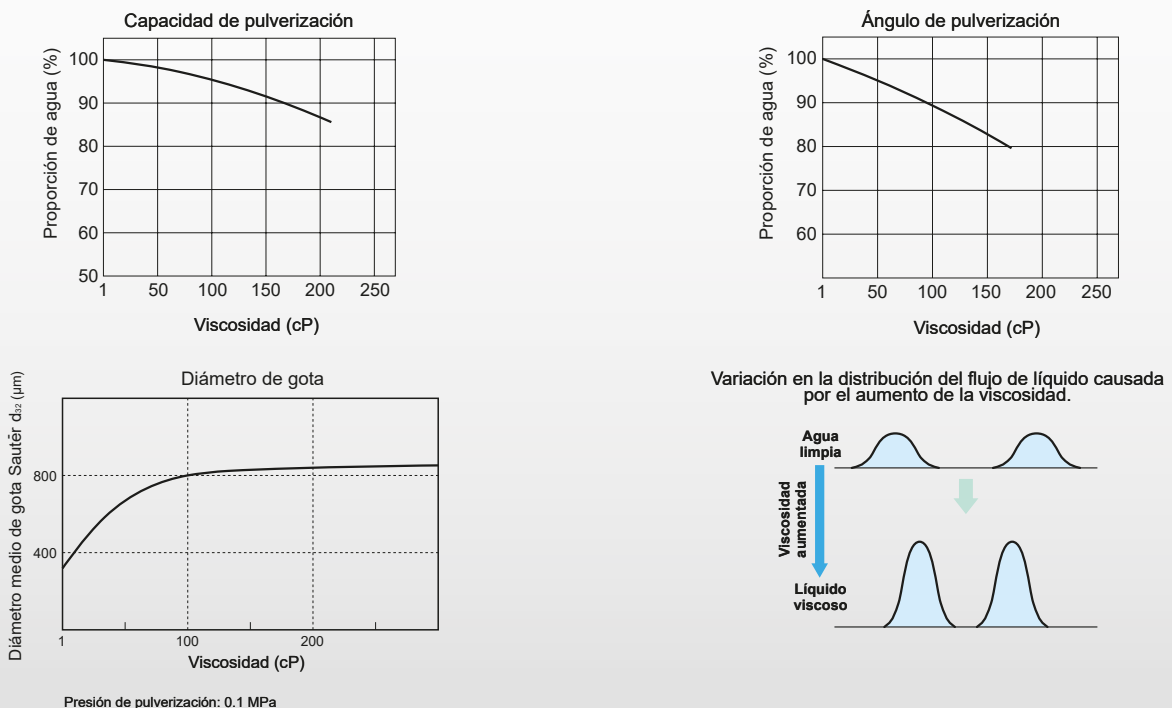 Capacidad de pulverización
Proporción de agua (%)
100
90
80
70
60
50
1 50 100 150 200 250
Viscosidad (cP)
Ángulo de pulverización
Proporción de agua (%)
100
90
80
70
60
1 50 100 150 200 250
Viscosidad (cP)
Diámetro de gota
Diámetro medio de gota Sautér d₃₂ (μm)
800
400
1 100 200
Viscosidad (cP)
Presión de pulverización: 0.1 MPa
Variación en la distribución del flujo de líquido causada
por el aumento de la viscosidad.
Agua
limpia
Viscosidad
aumentada
Líquido
viscoso